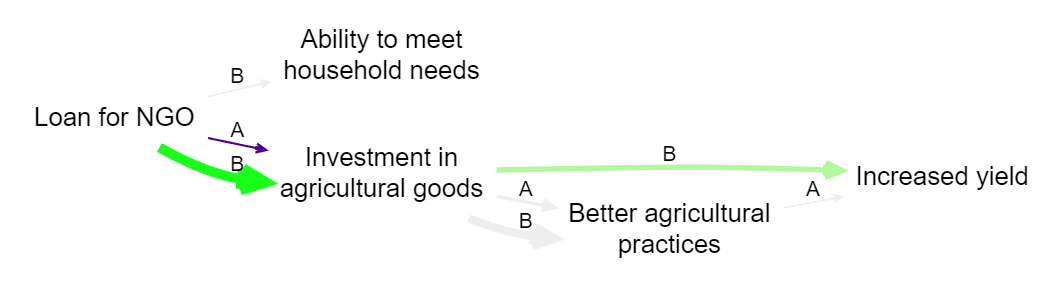 Ability to meet
household needs
B
Loan for NGO
A
B
Investment in
agricultural goods
B
Increased yield
A
A
B
Better agricultural
practices